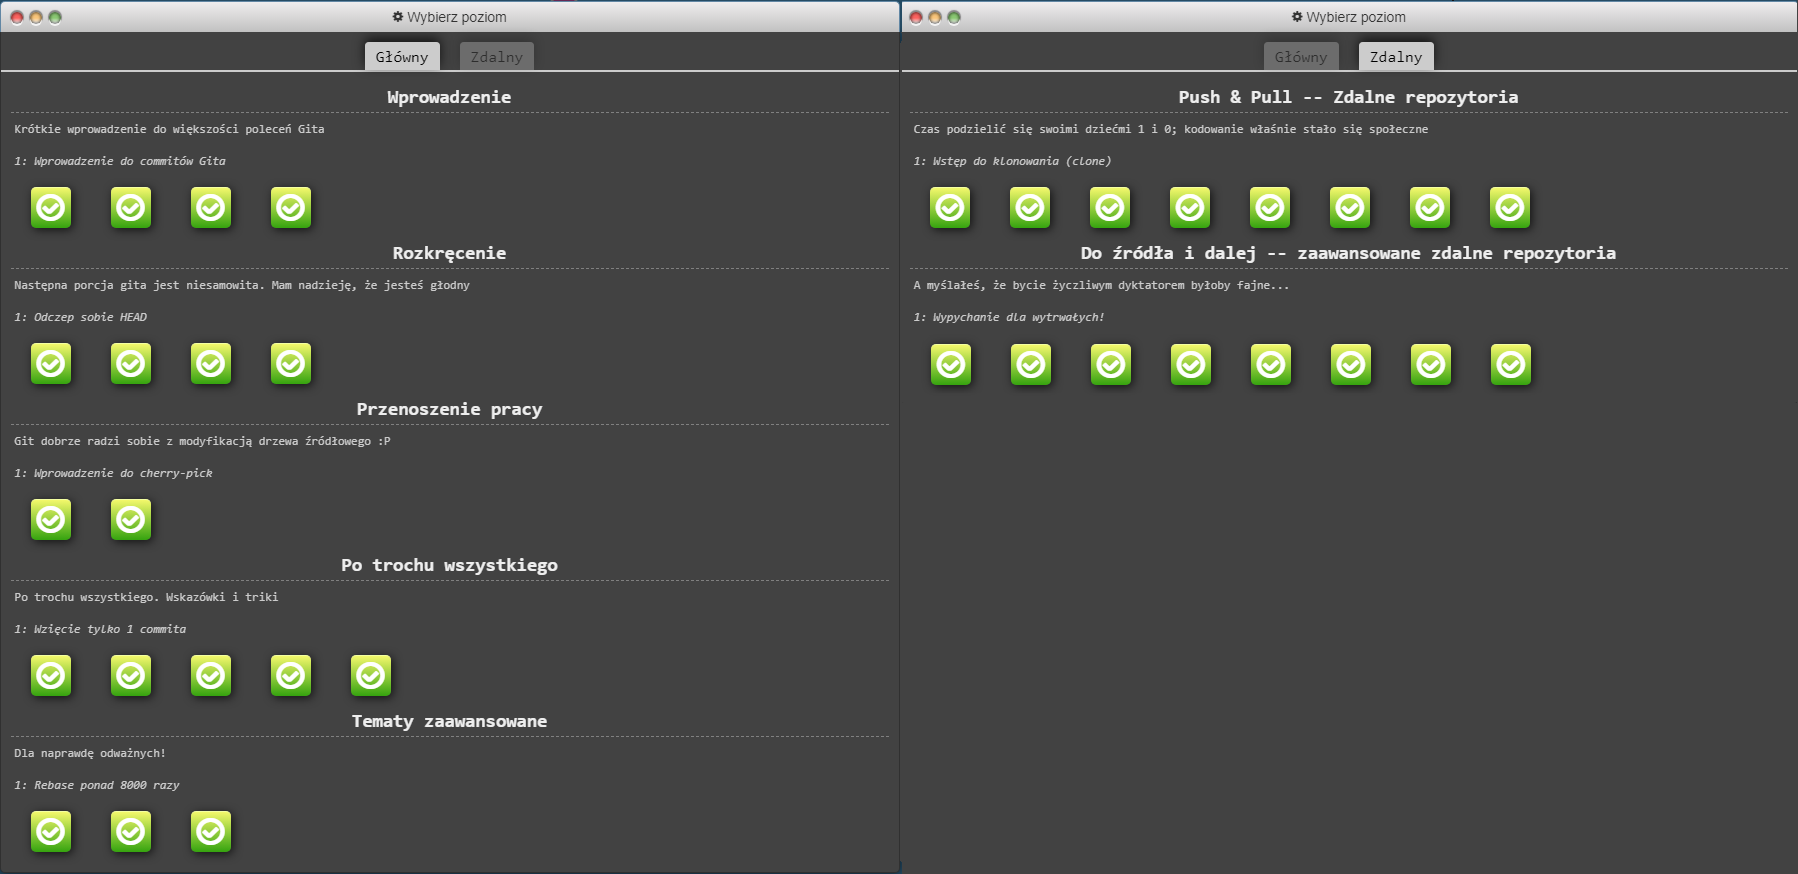 Wybierz poziom
Główny Zdalny
Wprowadzenie
Krótkie wprowadzenie do większości poleceń Gita
1: Wprowadzenie do commitów Gita
Rozkręcenie
Następna porcja gita jest niesamowita. Mam nadzieję, że jesteś głodny
1: Odczep sobie HEAD
Przenoszenie pracy
Git dobrze radzi sobie z modyfikacją drzewa źródłowego :P
1: Wprowadzenie do cherry-pick
Po trochu wszystkiego
Po trochu wszystkiego. Wskazówki i triki
1: Wzięcie tylko 1 commita
Tematy zaawansowane
Dla naprawdę odważnych!
1: Rebase ponad 8000 razy
Wybierz poziom
Główny Zdalny
Push & Pull -- Zdalne repozytoria
Czas podzielić się swoimi dziećmi 1 i 0; kodowanie właśnie stało się społeczne
1: Wstęp do klonowania (clone)
Do źródła i dalej -- zaawansowane zdalne repozytoria
A myślałeś, że bycie życzliwym dyktatorem byłoby fajne...
1: Wypychanie dla wytrwałych!